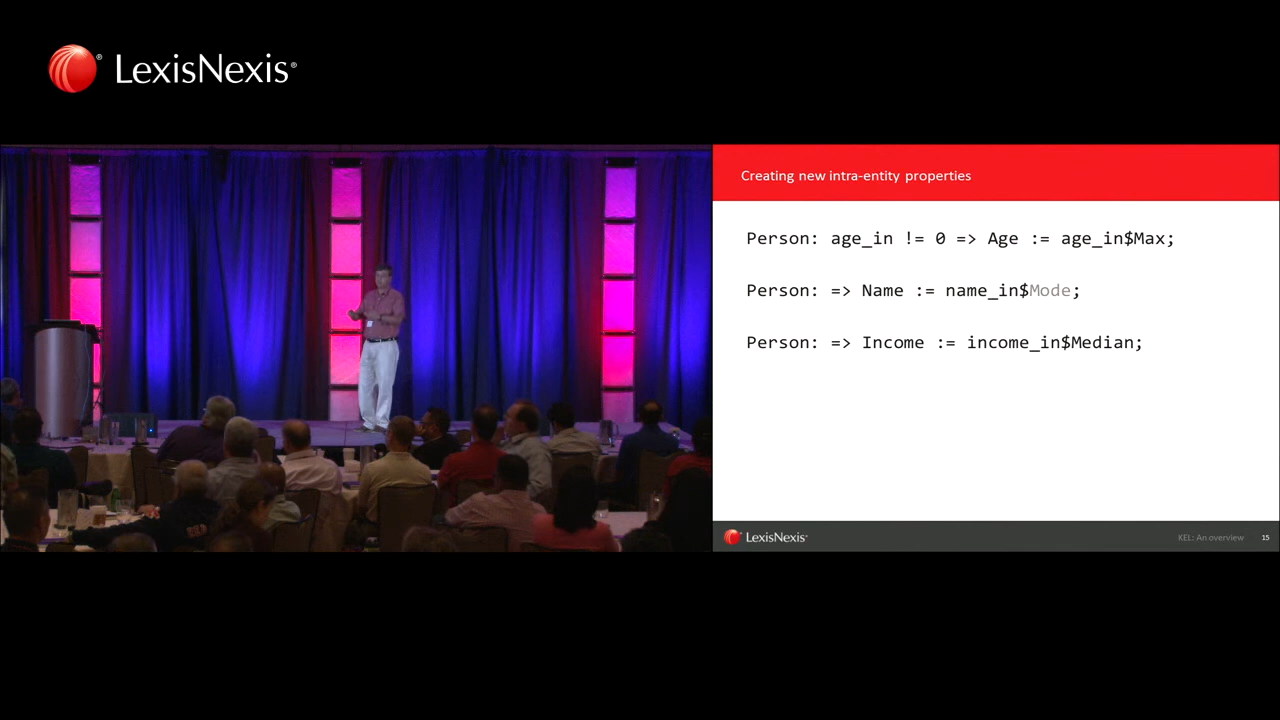 LexisNexis®
Creating new intra-entity properties
Person: age_in != 0 => Age := age_in$Max;
Person: => Name := name_in$Mode;
Person: => Income := income_in$Median;
LexisNexis®
KEL: An overview 15